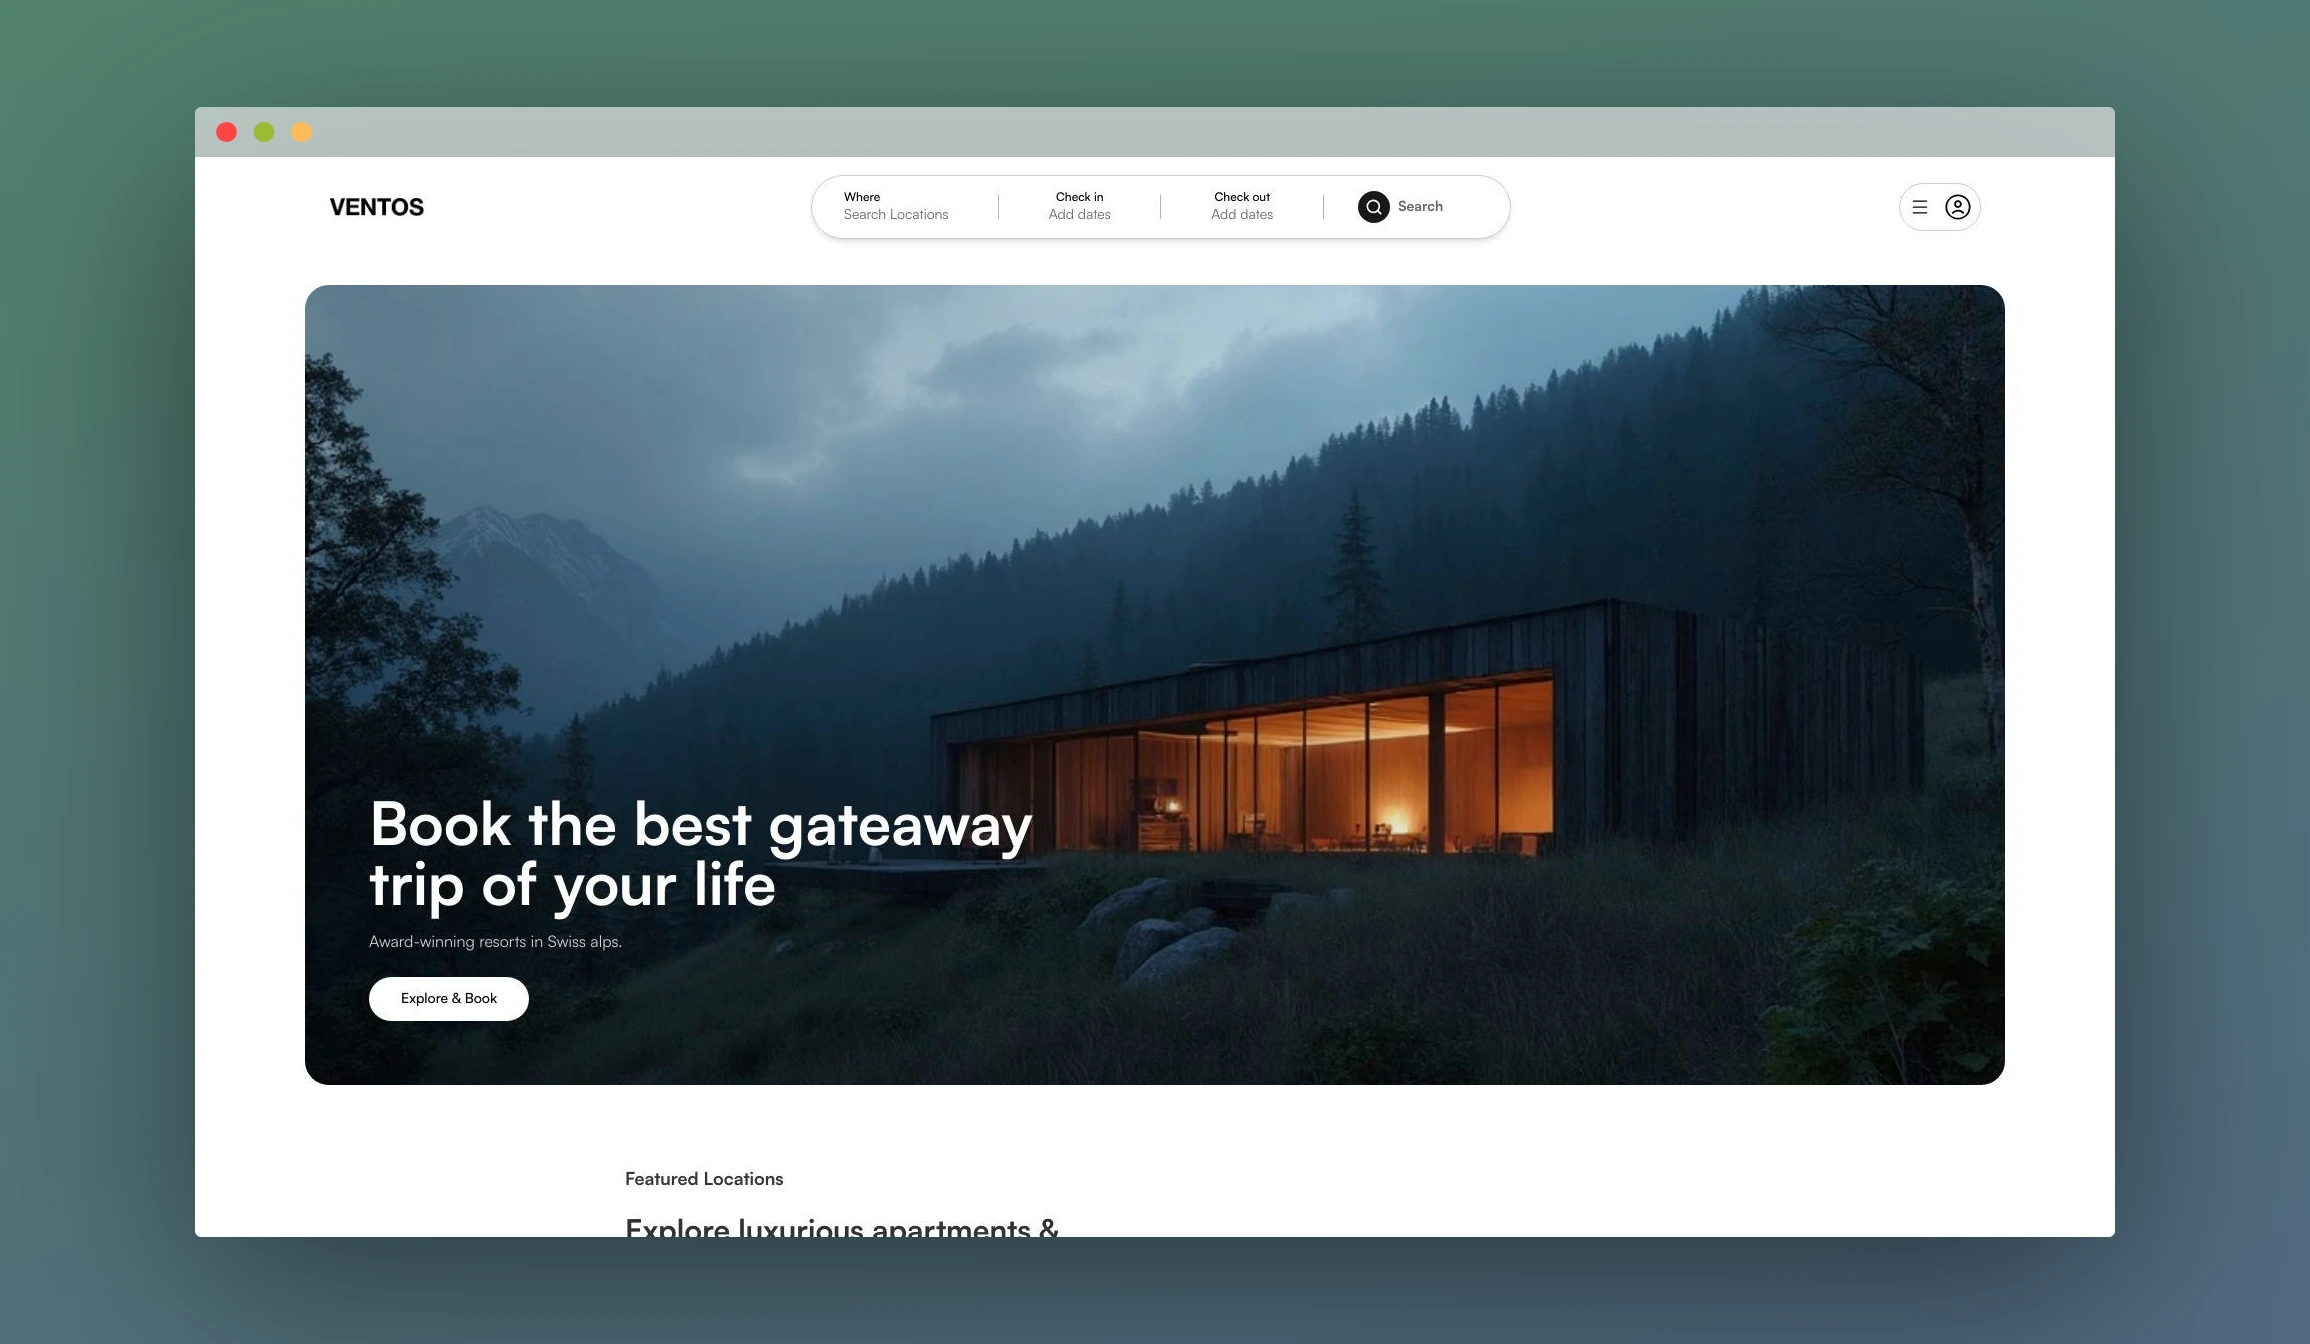 VENTOS
Where
Search Locations
Check in
Add dates
Check out
Add dates
Search
Book the best gateaway
trip of your life
Award-winning resorts in Swiss alps.
Explore & Book
Featured Locations
Explore luxurious apartments &